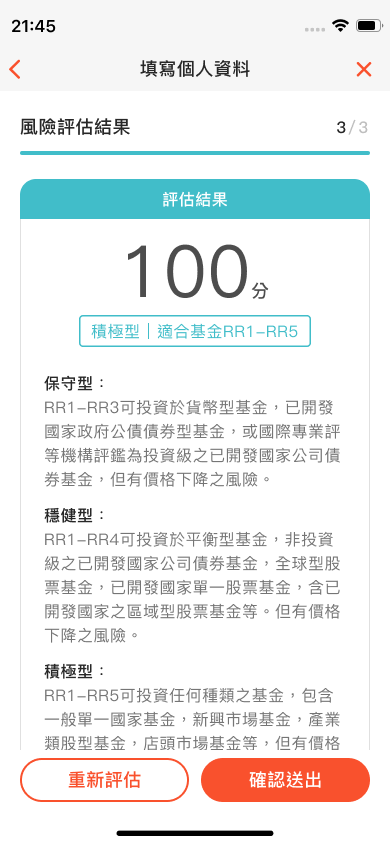 21:45
填寫個人資料
風險評估結果 3/3
評估結果
100分
積極型｜適合基金RR1-RR5
保守型：
RR1-RR3可投資於貨幣型基金，已開發
國家政府公債債券型基金，或國際專業評
等機構評鑑為投資級之已開發國家公司債
券基金，但有價格下降之風險。
穩健型：
RR1-RR4可投資於平衡型基金，非投資
級之已開發國家公司債券基金，全球型股
票基金，已開發國家單一股票基金，含已
開發國家之區域型股票基金等。但有價格
下降之風險。
積極型：
RR1-RR5可投資任何種類之基金，包含
一般單一國家基金，新興市場基金，產業
類股型基金，店頭市場基金等，但有價格
重新評估 確認送出